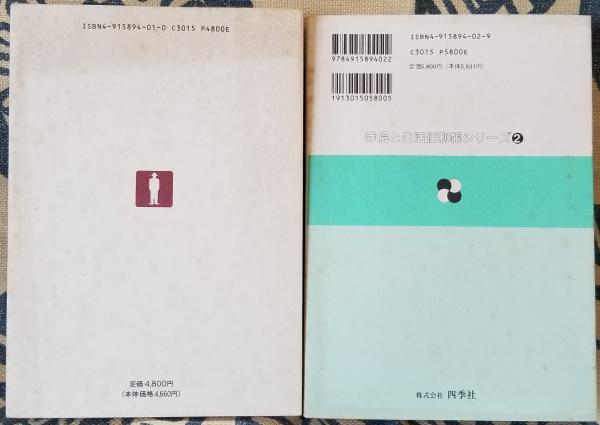 ISBN4-915894-01-0 C3015 P4800E
定価 4,800円
(本体価格 4,660円)
ISBN4-915894-02-9
C3015 P5800E
定価5,800円 (本体5,631円)
9784915894022
1913015058005
寺院と生活便利帳シリーズ❷
株式会社 四季社